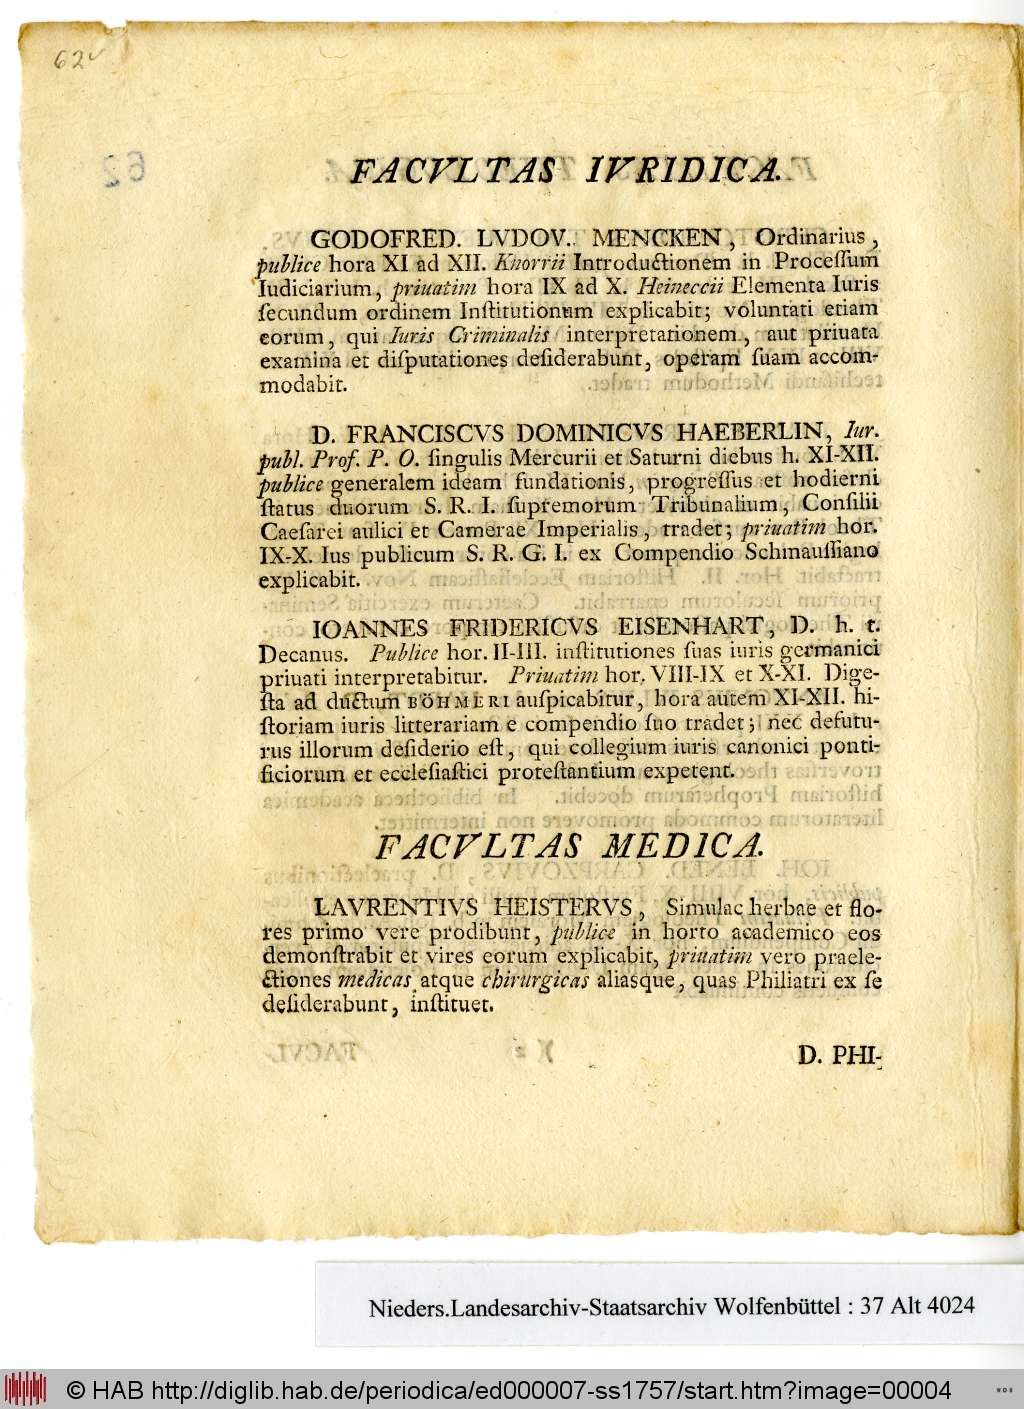 62
62
FACVLTAS IVRIDICA.
GODOFRED. LVDOV. MENCKEN, Ordinarius,
publice hora XI ad XII. Knorrii Introductionem in Proceſſum
Iudiciarium, priuatim hora IX ad X. Heineccii Elementa Iuris
ſecundum ordinem Inſtitutionum explicabit; voluntati etiam
eorum, qui Iuris Criminalis interpretationem, aut priuata
examina et diſputationes deſiderabunt, operam ſuam accom-
modabit.
D. FRANCISCVS DOMINICVS HAEBERLIN, Iur.
publ. Prof. P. O. ſingulis Mercurii et Saturni diebus h. XI-XII.
publice generalem ideam fundationis, progreſſus et hodierni
ſtatus duorum S. R. I. ſupremorum Tribunalium, Conſilii
Caeſarei aulici et Camerae Imperialis, tradet; priuatim hor.
IX-X. Ius publicum S. R. G. I. ex Compendio Schmauſſiano
explicabit.
IOANNES FRIDERICVS EISENHART, D. h. t.
Decanus. Publice hor. II-III. inſtitutiones ſuas iuris germanici
priuati interpretabitur. Priuatim hor. VIII-IX et X-XI. Dige-
ſta ad ductum BÖHMERI auſpicabitur, hora autem XI-XII. hi-
ſtoriam iuris litterariam e compendio ſuo tradet; nec defutu-
rus illorum deſiderio eſt, qui collegium iuris canonici ponti-
ficiorum et eccleſiaſtici proteſtantium expetent.
FACVLTAS MEDICA.
LAVRENTIVS HEISTERVS, Simulac herbae et flo-
res primo vere prodibunt, publice in horto academico eos
demonſtrabit et vires eorum explicabit, priuatim vero praele-
ctiones medicas atque chirurgicas aliasque, quas Philiatri ex ſe
deſiderabunt, inſtituet.
D. PHI-
Nieders.Landesarchiv-Staatsarchiv Wolfenbüttel : 37 Alt 4024
© HAB http://diglib.hab.de/periodica/ed000007-ss1757/start.htm?image=00004